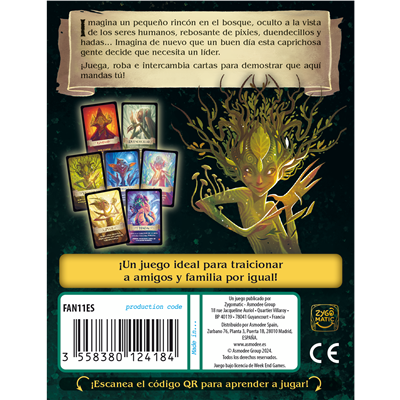 Imagina un pequeño rincón en el bosque, oculto a la vista
de los seres humanos, rebosante de pixies, duendecillos y
hadas... Imagina de nuevo que un buen día esta caprichosa
gente decide que necesita un líder.
¡Juega, roba e intercambia cartas para demostrar que aquí
mandas tú!
¡Un juego ideal para traicionar
a amigos y familia por igual!
FAN11ES
production code
3 558380 124184
Made in...
Un juego publicado por
Zygomatic - Asmodee Group
18 rue Jacqueline Auriol • Quartier Villaroy •
BP 40119 • 78041 Guyancourt • Francia
Distribuido por Asmodee Spain,
Zurbano 76, Planta 3, Puerta 5B, 28010 Madrid,
ESPAÑA.
www.asmodee.es
© Asmodee Group 2024.
Todos los derechos reservados.
Juego bajo licencia de Week End Games.
ZYGO
MATIC
CE
¡Escanea el código QR para aprender a jugar!